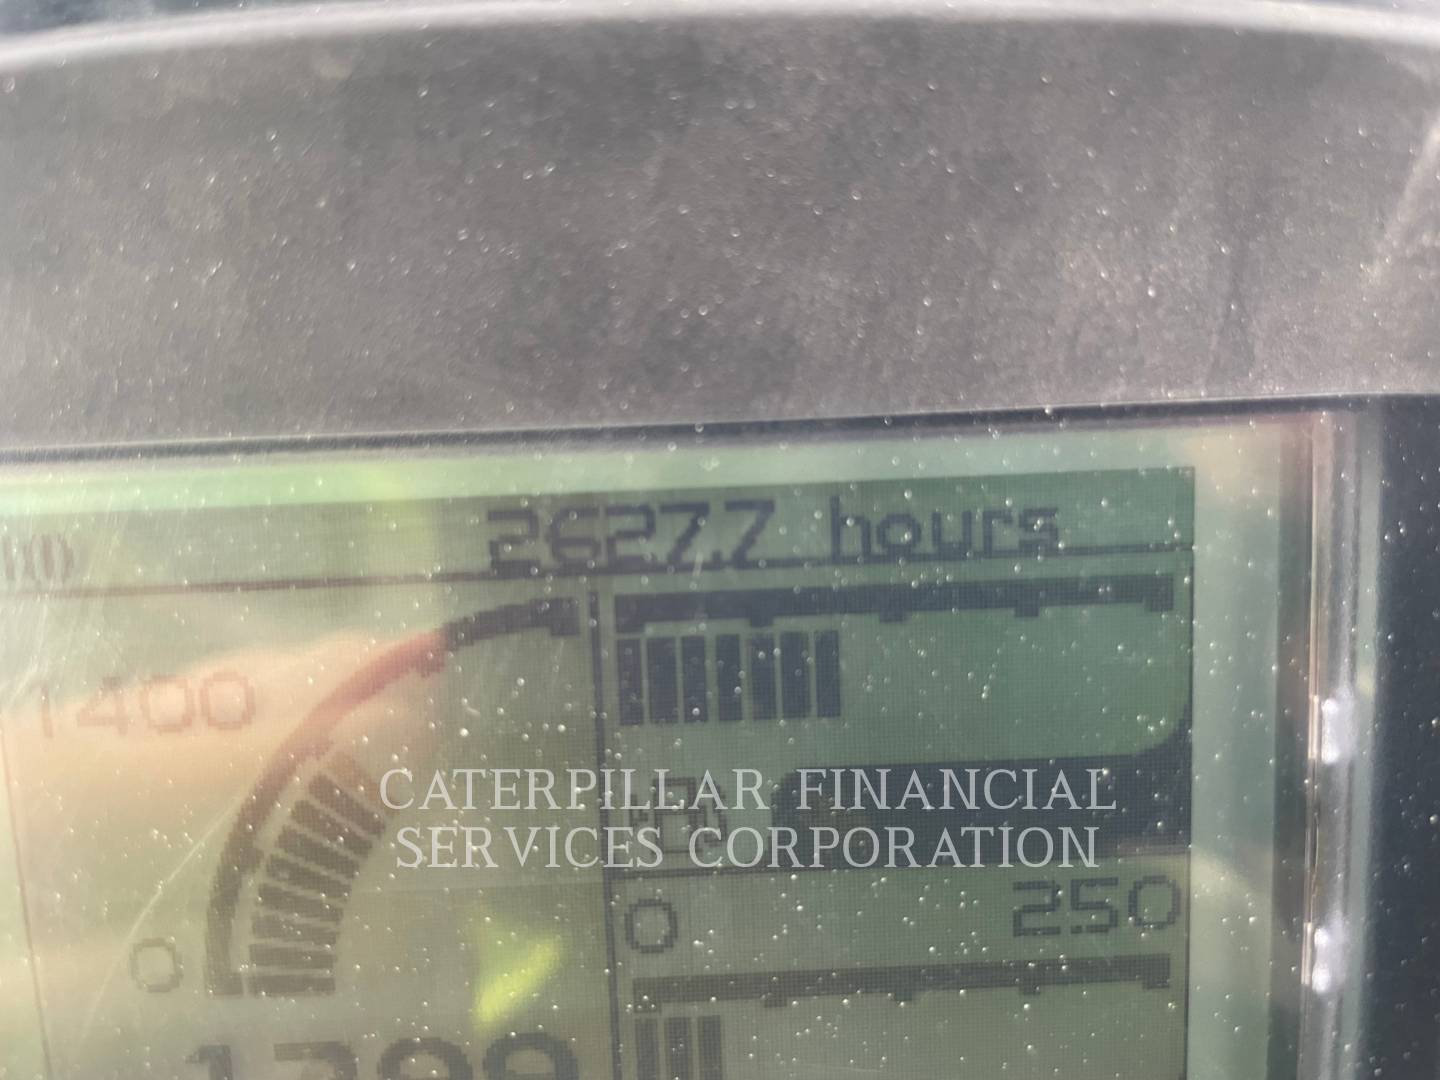 2627.7 hours
1400
CATERPILLAR FINANCIAL
SERVICES CORPORATION
0
0
250